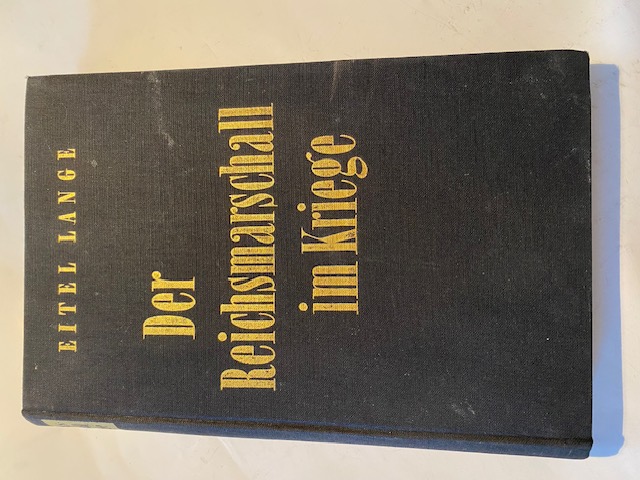 EITEL LANGE
Der
Reichsmarschall
im Kriege